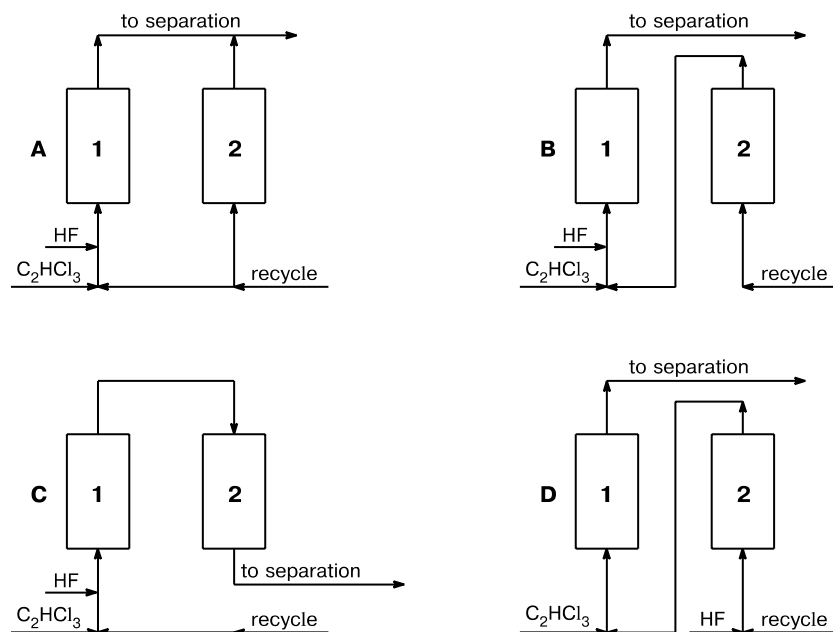 to separation
A
1
2
HF
C₂HCl₃
recycle
to separation
B
1
2
HF
C₂HCl₃
recycle
C
1
2
to separation
HF
C₂HCl₃
recycle
to separation
D
1
2
C₂HCl₃
HF
recycle